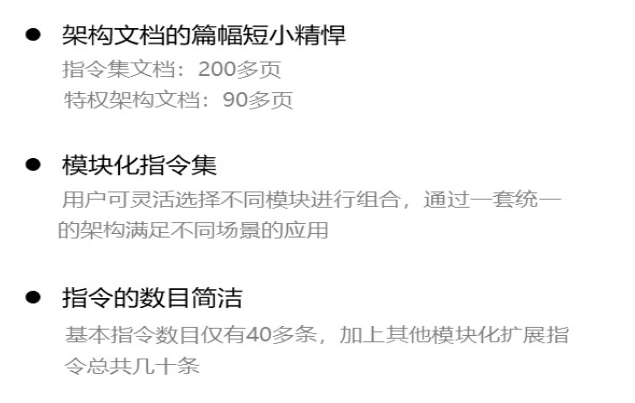 ● 架构文档的篇幅短小精悍
指令集文档：200多页
特权架构文档：90多页
● 模块化指令集
用户可灵活选择不同模块进行组合，通过一套统一
的架构满足不同场景的应用
● 指令的数目简洁
基本指令数目仅有40多条，加上其他模块化扩展指
令总共几十条